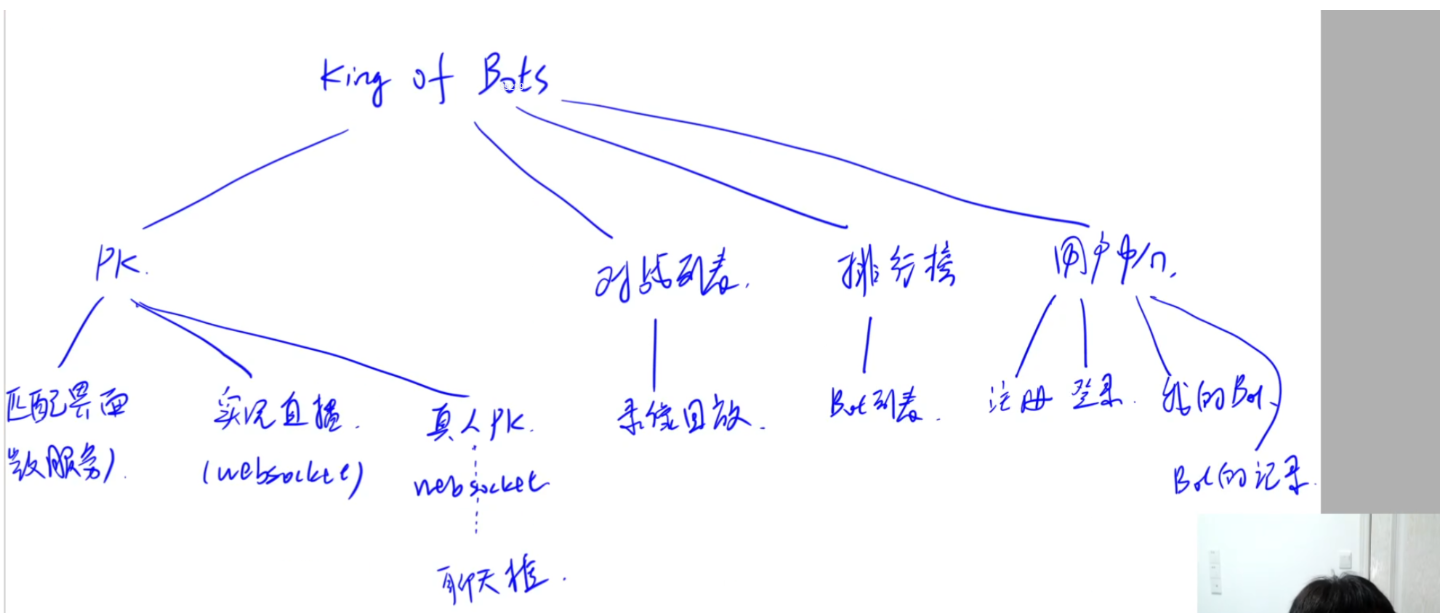 King of Bots
PK.
对战列表.
排行榜
用户中心.
匹配界面
微服务).
实况直播.
(websocket)
真人PK.
websocket
聊天框.
录像回放.
Bot列表.
注册
登录.
我的Bot.
Bot的记录.